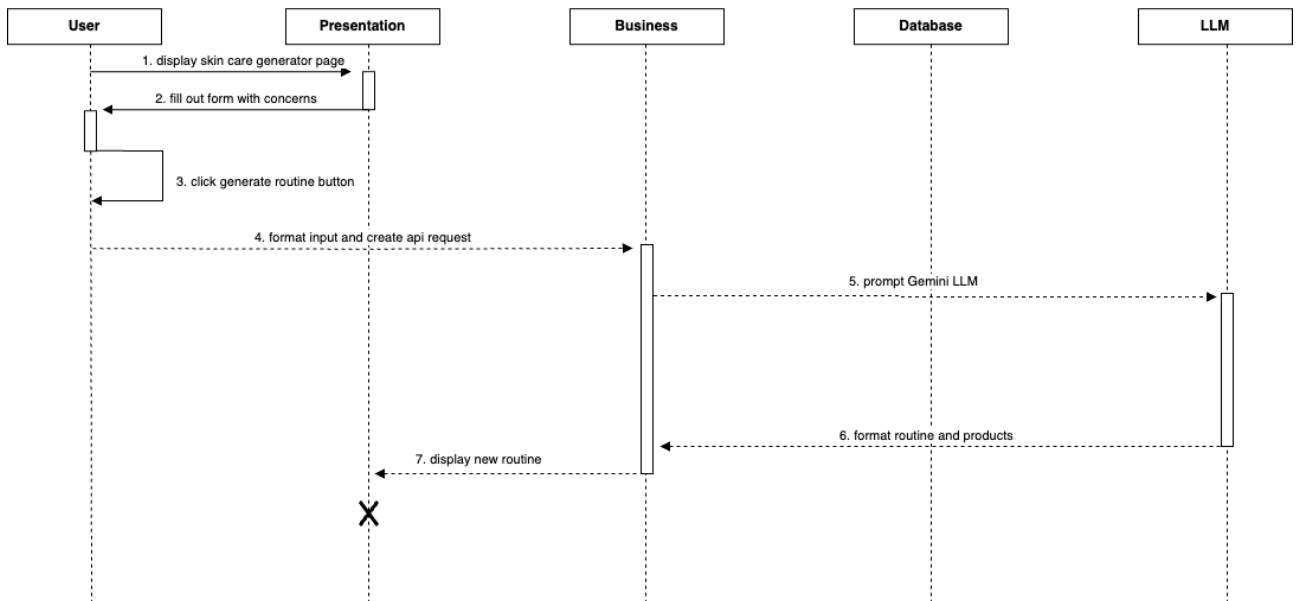 User
Presentation
Business
Database
LLM
1. display skin care generator page
2. fill out form with concerns
3. click generate routine button
4. format input and create api request
5. prompt Gemini LLM
6. format routine and products
7. display new routine